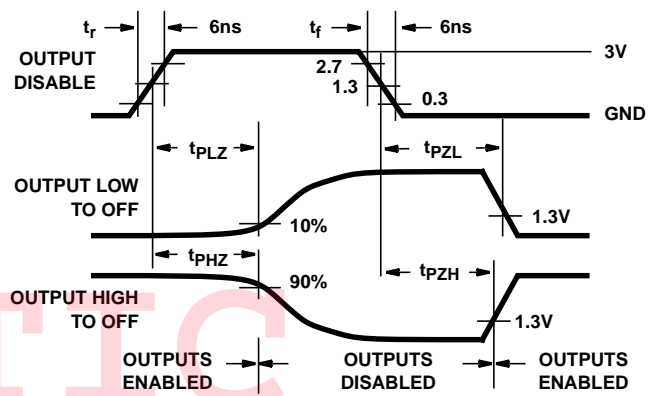 tr 6ns tf 6ns
OUTPUT
DISABLE
3V
2.7
1.3
0.3
GND
tPLZ tPZL
OUTPUT LOW
TO OFF
10%
1.3V
tPHZ tPZH
90%
OUTPUT HIGH
TO OFF
1.3V
OUTPUTS
ENABLED
OUTPUTS
DISABLED
OUTPUTS
ENABLED
TIC